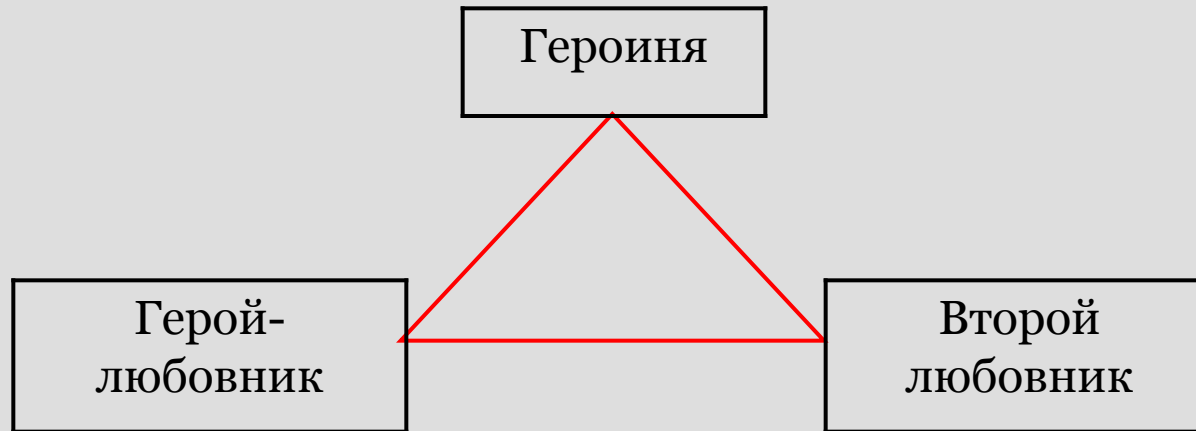 Героиня
Герой-
любовник
Второй
любовник